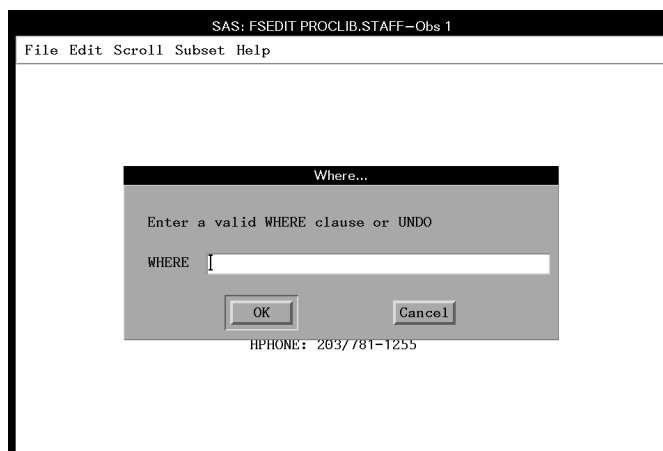 SAS: FSEDIT PROCLIB.STAFF—Obs 1
File Edit Scroll Subset Help
Where...
Enter a valid WHERE clause or UNDO
WHERE
OK Cancel
HPHONE: 203/781-1255